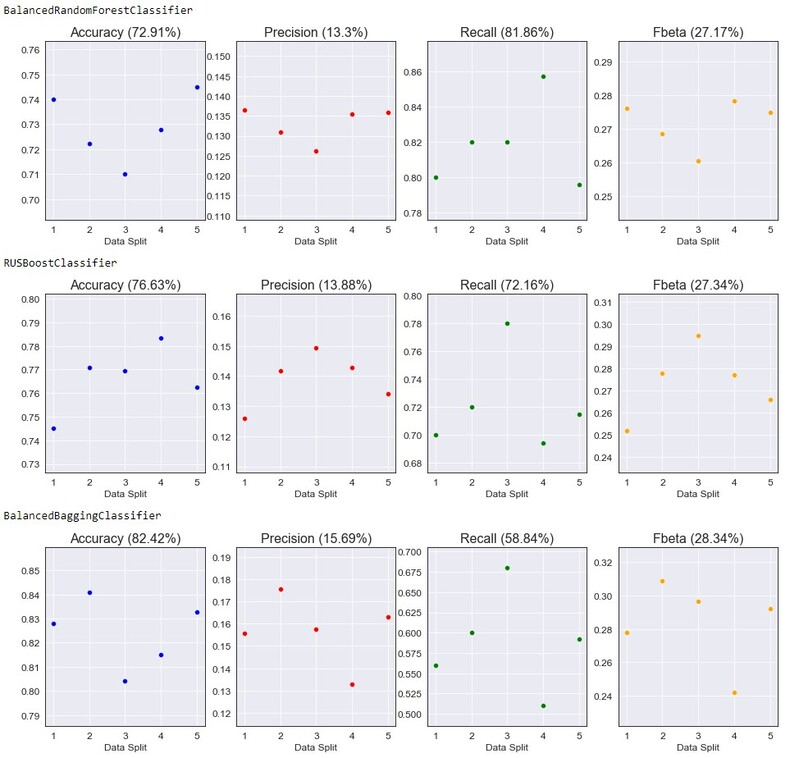 BalancedRandomForestClassifier
Accuracy (72.91%)
Precision (13.3%)
Recall (81.86%)
Fbeta (27.17%)
0.76
0.75
0.74
0.73
0.72
0.71
0.70
0.150
0.145
0.140
0.135
0.130
0.125
0.120
0.115
0.110
0.86
0.84
0.82
0.80
0.78
0.29
0.28
0.27
0.26
0.25
1 2 3 4 5
1 2 3 4 5
1 2 3 4 5
1 2 3 4 5
Data Split
Data Split
Data Split
Data Split
RUSBoostClassifier
Accuracy (76.63%)
Precision (13.88%)
Recall (72.16%)
Fbeta (27.34%)
0.80
0.79
0.78
0.77
0.76
0.75
0.74
0.73
0.16
0.15
0.14
0.13
0.12
0.11
0.80
0.78
0.76
0.74
0.72
0.70
0.68
0.31
0.30
0.29
0.28
0.27
0.26
0.25
0.24
1 2 3 4 5
1 2 3 4 5
1 2 3 4 5
1 2 3 4 5
Data Split
Data Split
Data Split
Data Split
BalancedBaggingClassifier
Accuracy (82.42%)
Precision (15.69%)
Recall (58.84%)
Fbeta (28.34%)
0.85
0.84
0.83
0.82
0.81
0.80
0.79
0.19
0.18
0.17
0.16
0.15
0.14
0.13
0.12
0.700
0.675
0.650
0.625
0.600
0.575
0.550
0.525
0.500
0.32
0.30
0.28
0.26
0.24
1 2 3 4 5
1 2 3 4 5
1 2 3 4 5
1 2 3 4 5
Data Split
Data Split
Data Split
Data Split